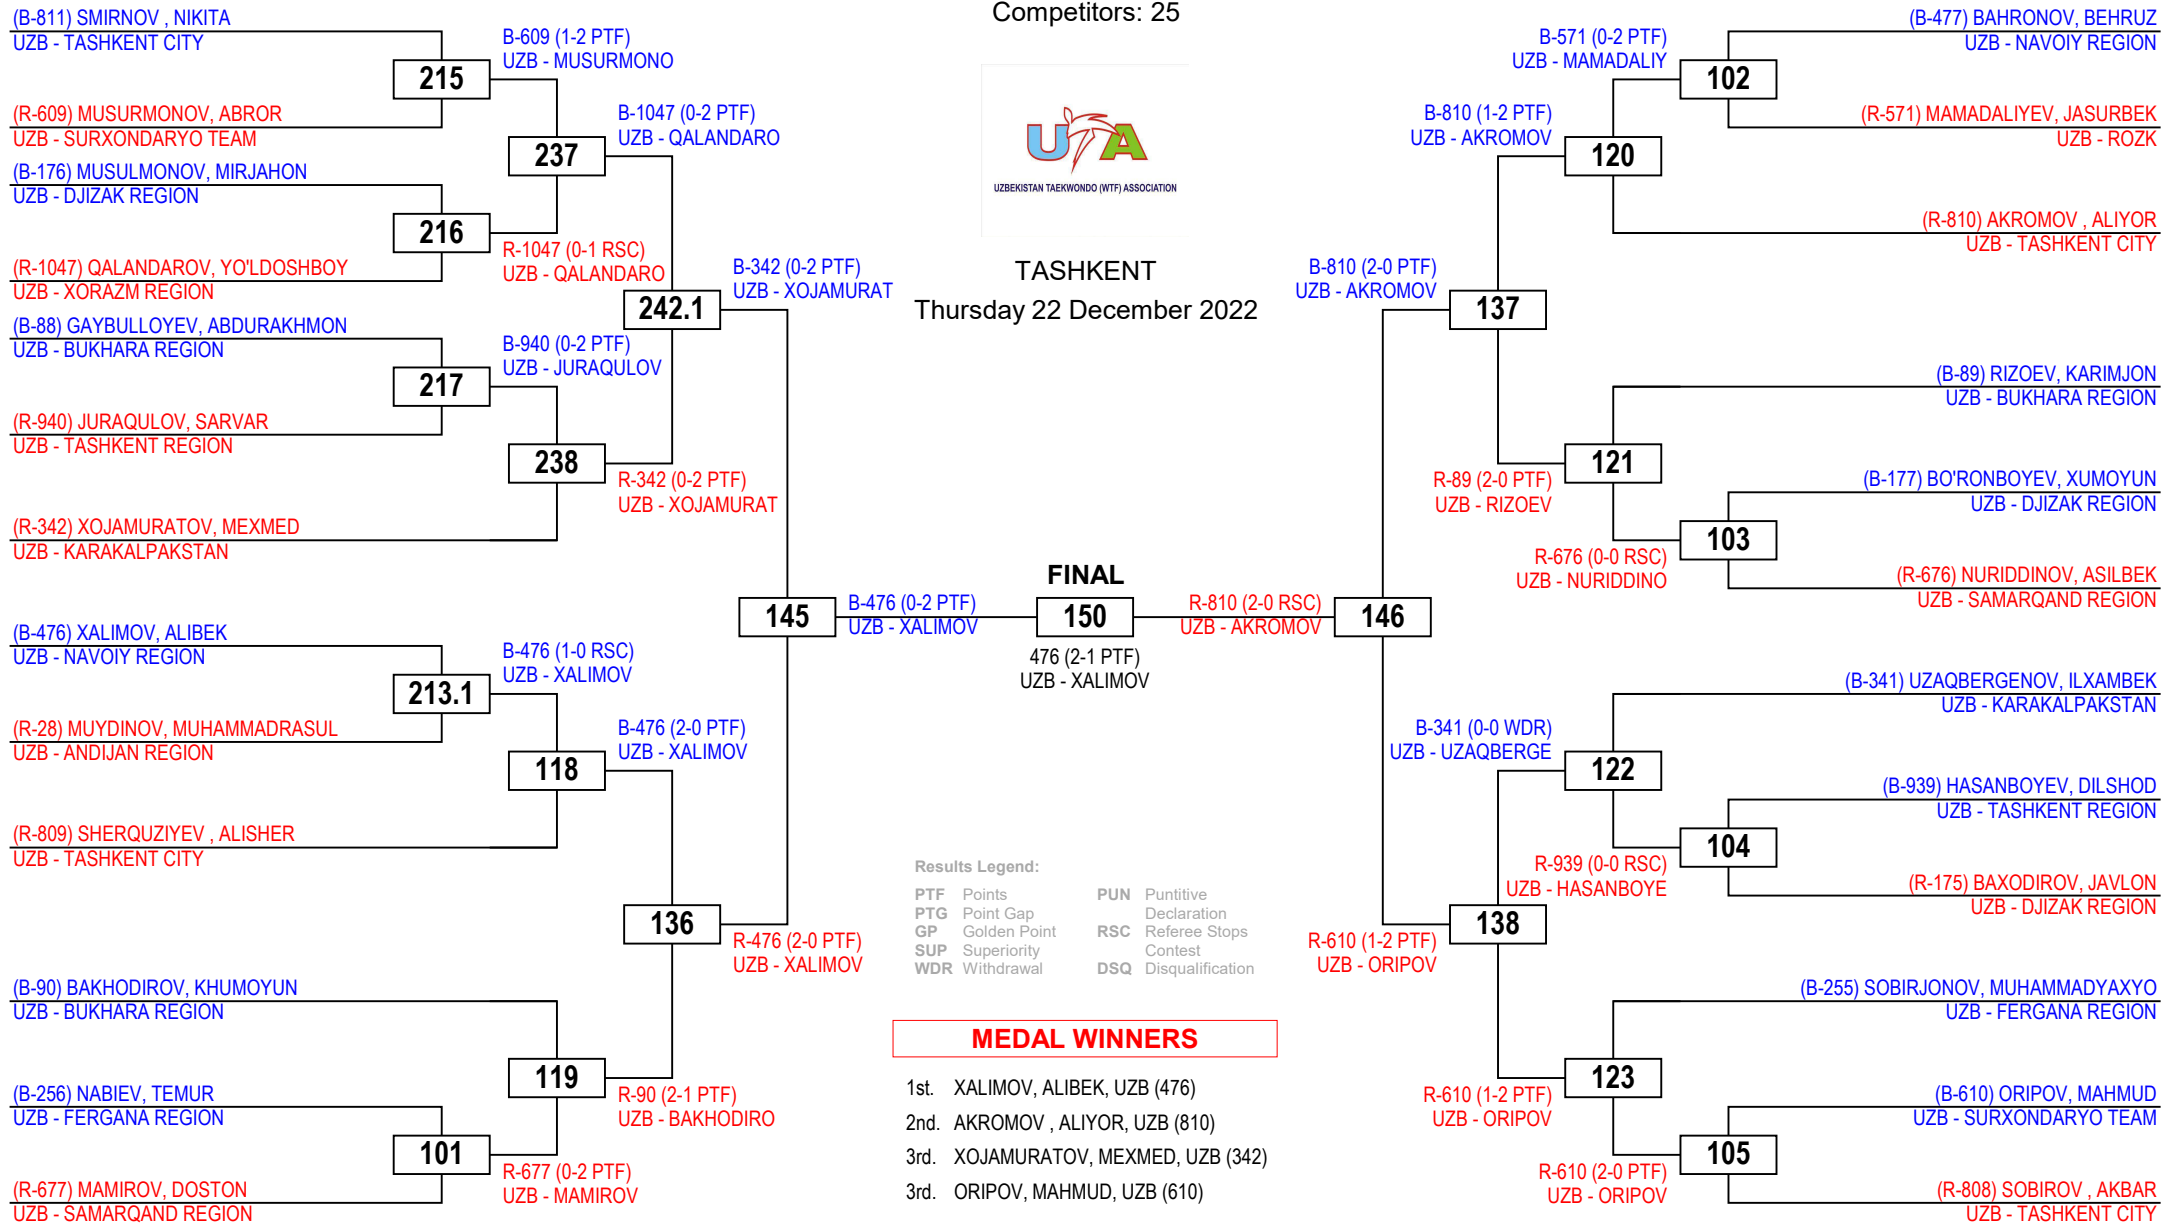 Competitors: 25
UTA
UZBEKISTAN TAEKWONDO (WTF) ASSOCIATION
TASHKENT
Thursday 22 December 2022
(B-811) SMIRNOV , NIKITA
UZB - TASHKENT CITY
215
(R-609) MUSURMONOV, ABROR
UZB - SURXONDARYO TEAM
B-609 (1-2 PTF)
UZB - MUSURMONO
237
(B-176) MUSULMONOV, MIRJAHON
UZB - DJIZAK REGION
216
(R-1047) QALANDAROV, YO'LDOSHBOY
UZB - XORAZM REGION
R-1047 (0-1 RSC)
UZB - QALANDARO
B-1047 (0-2 PTF)
UZB - QALANDARO
242.1
(B-88) GAYBULLOYEV, ABDURAKHMON
UZB - BUKHARA REGION
217
(R-940) JURAQULOV, SARVAR
UZB - TASHKENT REGION
B-940 (0-2 PTF)
UZB - JURAQULOV
238
(R-342) XOJAMURATOV, MEXMED
UZB - KARAKALPAKSTAN
R-342 (0-2 PTF)
UZB - XOJAMURAT
B-342 (0-2 PTF)
UZB - XOJAMURAT
145
(B-476) XALIMOV, ALIBEK
UZB - NAVOIY REGION
213.1
(R-28) MUYDINOV, MUHAMMADRASUL
UZB - ANDIJAN REGION
B-476 (1-0 RSC)
UZB - XALIMOV
118
(R-809) SHERQUZIYEV , ALISHER
UZB - TASHKENT CITY
B-476 (2-0 PTF)
UZB - XALIMOV
136
R-476 (2-0 PTF)
UZB - XALIMOV
(B-90) BAKHODIROV, KHUMOYUN
UZB - BUKHARA REGION
119
R-90 (2-1 PTF)
UZB - BAKHODIRO
(B-256) NABIEV, TEMUR
UZB - FERGANA REGION
101
(R-677) MAMIROV, DOSTON
UZB - SAMARQAND REGION
R-677 (0-2 PTF)
UZB - MAMIROV
B-476 (0-2 PTF)
UZB - XALIMOV
FINAL
150
476 (2-1 PTF)
UZB - XALIMOV
R-810 (2-0 RSC)
UZB - AKROMOV
146
(B-477) BAHRONOV, BEHRUZ
UZB - NAVOIY REGION
102
(R-571) MAMADALIYEV, JASURBEK
UZB - ROZK
B-571 (0-2 PTF)
UZB - MAMADALIY
120
(R-810) AKROMOV , ALIYOR
UZB - TASHKENT CITY
B-810 (1-2 PTF)
UZB - AKROMOV
137
B-810 (2-0 PTF)
UZB - AKROMOV
(B-89) RIZOEV, KARIMJON
UZB - BUKHARA REGION
121
R-89 (2-0 PTF)
UZB - RIZOEV
(B-177) BO'RONBOYEV, XUMOYUN
UZB - DJIZAK REGION
103
(R-676) NURIDDINOV, ASILBEK
UZB - SAMARQAND REGION
R-676 (0-0 RSC)
UZB - NURIDDINO
(B-341) UZAQBERGENOV, ILXAMBEK
UZB - KARAKALPAKSTAN
122
B-341 (0-0 WDR)
UZB - UZAQBERGE
(B-939) HASANBOYEV, DILSHOD
UZB - TASHKENT REGION
104
(R-175) BAXODIROV, JAVLON
UZB - DJIZAK REGION
R-939 (0-0 RSC)
UZB - HASANBOYE
138
R-610 (1-2 PTF)
UZB - ORIPOV
(B-255) SOBIRJONOV, MUHAMMADYAXYO
UZB - FERGANA REGION
123
R-610 (1-2 PTF)
UZB - ORIPOV
(B-610) ORIPOV, MAHMUD
UZB - SURXONDARYO TEAM
105
(R-808) SOBIROV , AKBAR
UZB - TASHKENT CITY
R-610 (2-0 PTF)
UZB - ORIPOV
Results Legend:
PTF Points
PTG Point Gap
GP Golden Point
SUP Superiority
WDR Withdrawal
PUN Puntitive
Declaration
RSC Referee Stops
Contest
DSQ Disqualification
MEDAL WINNERS
1st. XALIMOV, ALIBEK, UZB (476)
2nd. AKROMOV , ALIYOR, UZB (810)
3rd. XOJAMURATOV, MEXMED, UZB (342)
3rd. ORIPOV, MAHMUD, UZB (610)